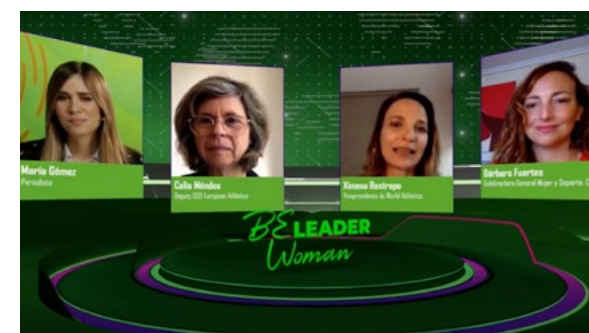 María Gómez
Periodista
Celia Mendes
Deputy CEO European Athletics
Ximena Restrepo
Vicepresidenta de World Athletics
Bárbara Fuertes
Subdirectora General Mujer y Deporte. C
BE LEADER
Woman